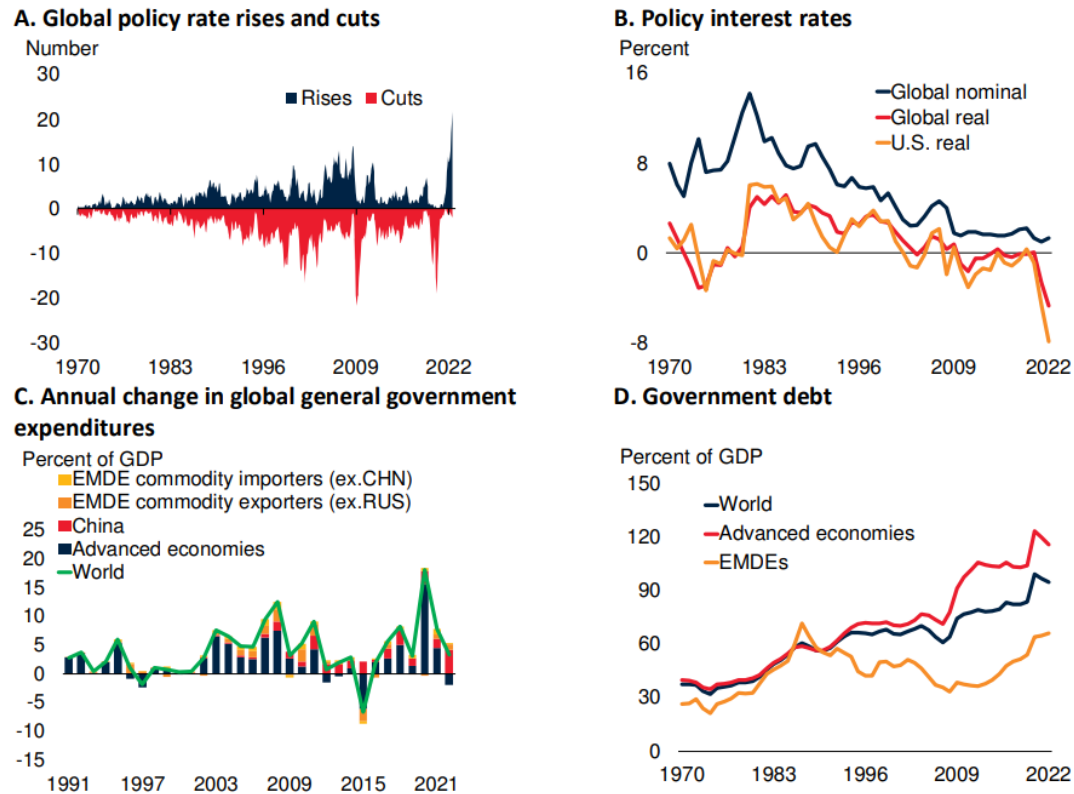 A. Global policy rate rises and cuts
Number
30
20
10
0
-10
-20
-30
Rises
Cuts
1970
1983
1996
2009
2022
B. Policy interest rates
Percent
16
8
0
-8
Global nominal
Global real
U.S. real
1970
1983
1996
2009
2022
C. Annual change in global general government
expenditures
Percent of GDP
EMDE commodity importers (ex.CHN)
EMDE commodity exporters (ex.RUS)
China
Advanced economies
World
25
20
15
10
5
0
-5
-10
-15
1991
1997
2003
2009
2015
2021
D. Government debt
Percent of GDP
150
120
90
60
30
0
World
Advanced economies
EMDEs
1970
1983
1996
2009
2022